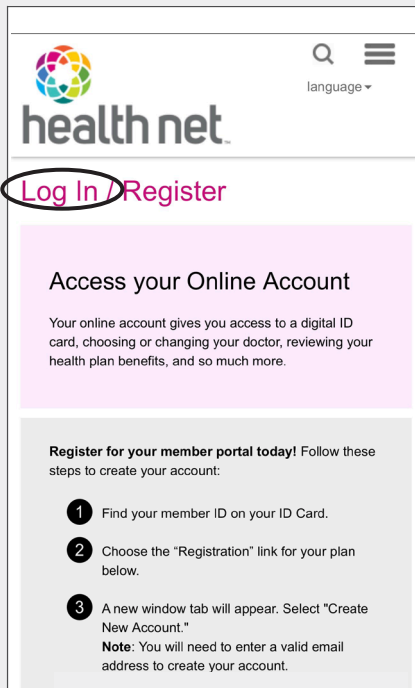 language
health net
Log In / Register
Access your Online Account
Your online account gives you access to a digital ID
card, choosing or changing your doctor, reviewing your
health plan benefits, and so much more.
Register for your member portal today! Follow these
steps to create your account:
1 Find your member ID on your ID Card.
2 Choose the “Registration” link for your plan
below.
3 A new window tab will appear. Select "Create
New Account."
Note: You will need to enter a valid email
address to create your account.